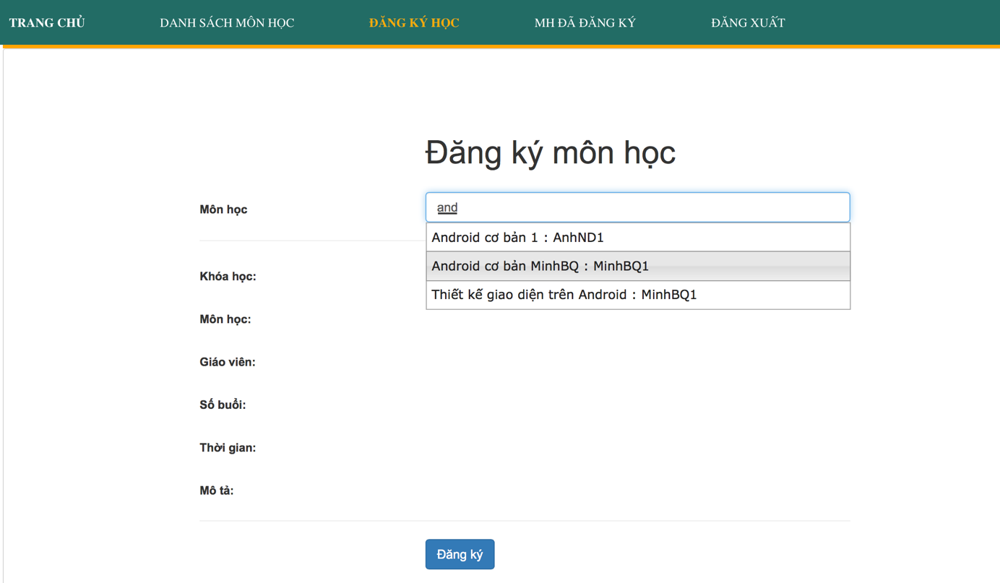 TRANG CHỦ DANH SÁCH MÔN HỌC ĐĂNG KÝ HỌC MH ĐÃ ĐĂNG KÝ ĐĂNG XUẤT
Đăng ký môn học
Môn học and
Android cơ bản 1 : AnhND1
Android cơ bản MinhBQ : MinhBQ1
Khóa học:
Thiết kế giao diện trên Android : MinhBQ1
Môn học:
Giáo viên:
Số buổi:
Thời gian:
Mô tả:
Đăng ký